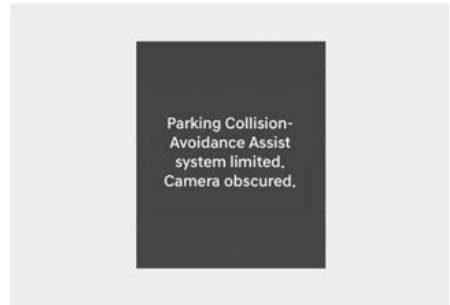 Parking Collision-
Avoidance Assist
system limited.
Camera obscured.